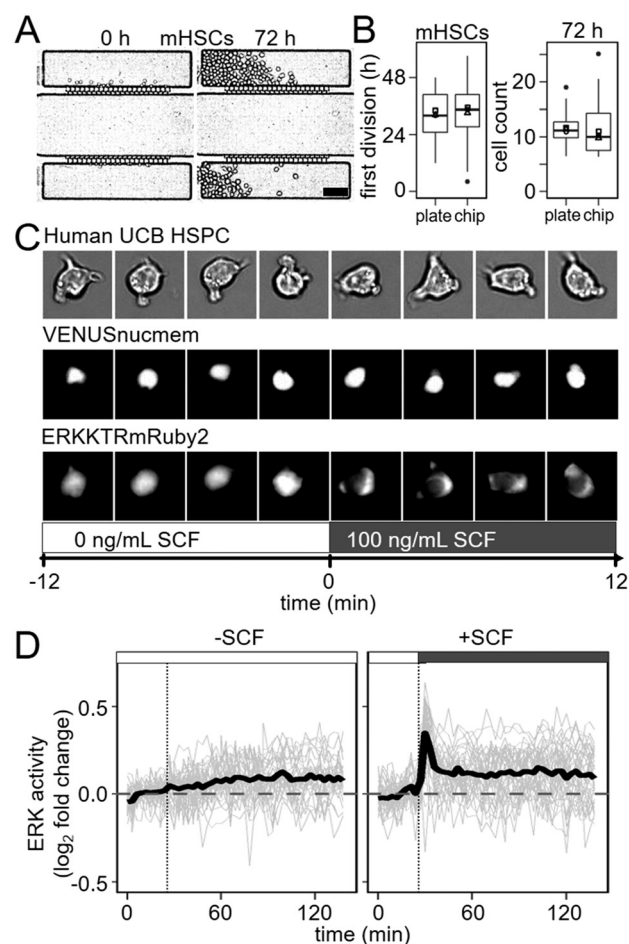 A
0 h mHSCs 72 h
B
mHSCs
72 h
first division (h)
48
24
0
plate chip
cell count
20
10
0
plate chip
C
Human UCB HSPC
VENUSnucmem
ERKKTRmRuby2
0 ng/mL SCF
100 ng/mL SCF
-12
0
12
time (min)
D
-SCF
+SCF
ERK activity
(log2 fold change)
0.5
0.0
-0.5
0
60
120
0
60
120
time (min)